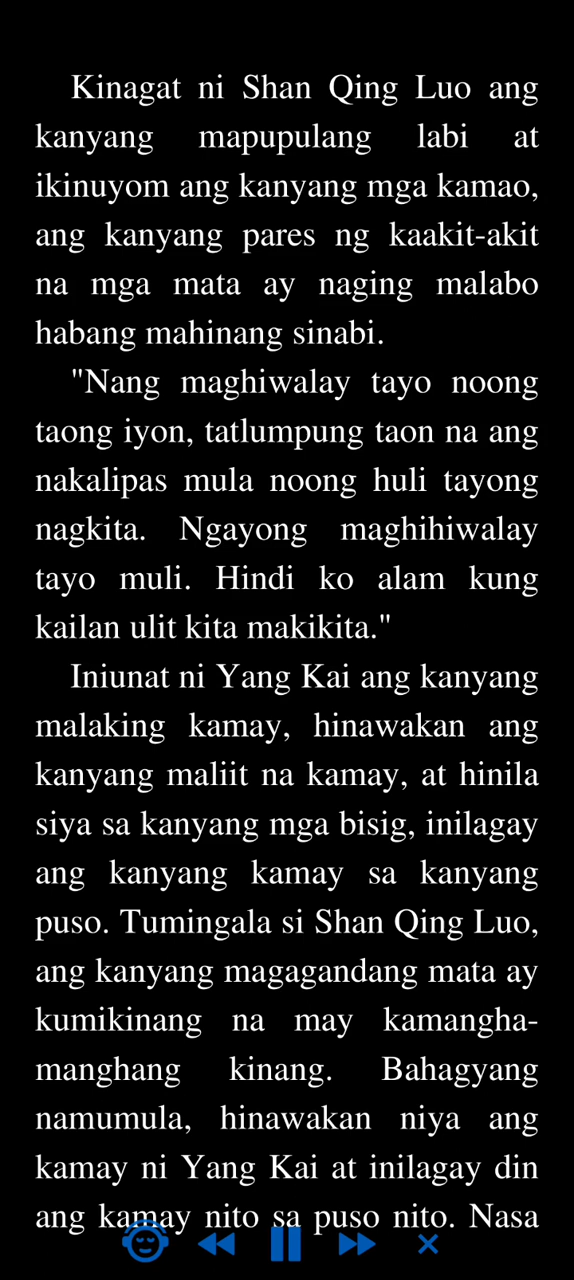 Kinagat ni Shan Qing Luo ang
kanyang mapupulang labi at
ikinuyom ang kanyang mga kamao,
ang kanyang pares ng kaakit-akit
na mga mata ay naging malabo
habang mahinang sinabi.
"Nang maghiwalay tayo noong
taong iyon, tatlumpung taon na ang
nakalipas mula noong huli tayong
nagkita. Ngayong maghihiwalay
tayo muli. Hindi ko alam kung
kailan ulit kita makikita."
Iniunat ni Yang Kai ang kanyang
malaking kamay, hinawakan ang
kanyang maliit na kamay, at hinila
siya sa kanyang mga bisig, inilagay
ang kanyang kamay sa kanyang
puso. Tumingala si Shan Qing Luo,
ang kanyang magagandang mata ay
kumikinang na may kamangha-
manghang kinang. Bahagyang
namumula, hinawakan niya ang
kamay ni Yang Kai at inilagay din
ang kamay nito sa puso nito. Nasa